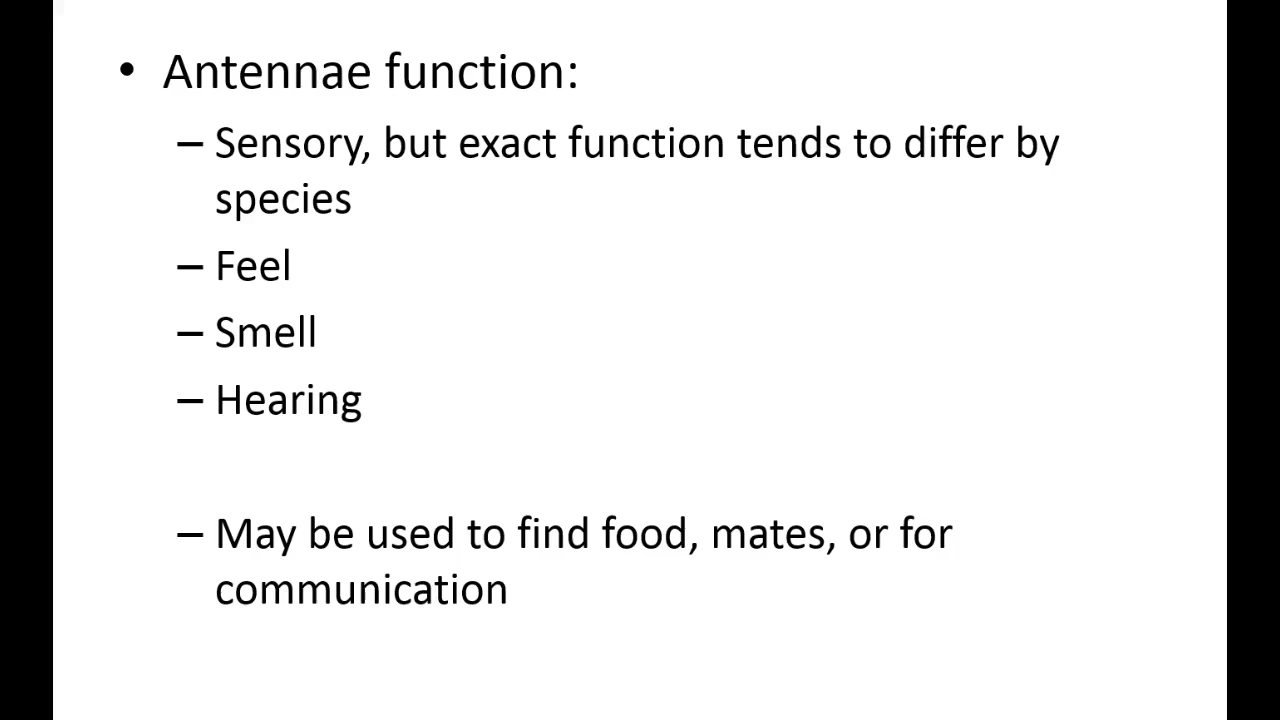 • Antennae function:
– Sensory, but exact function tends to differ by
species
– Feel
– Smell
– Hearing
– May be used to find food, mates, or for
communication